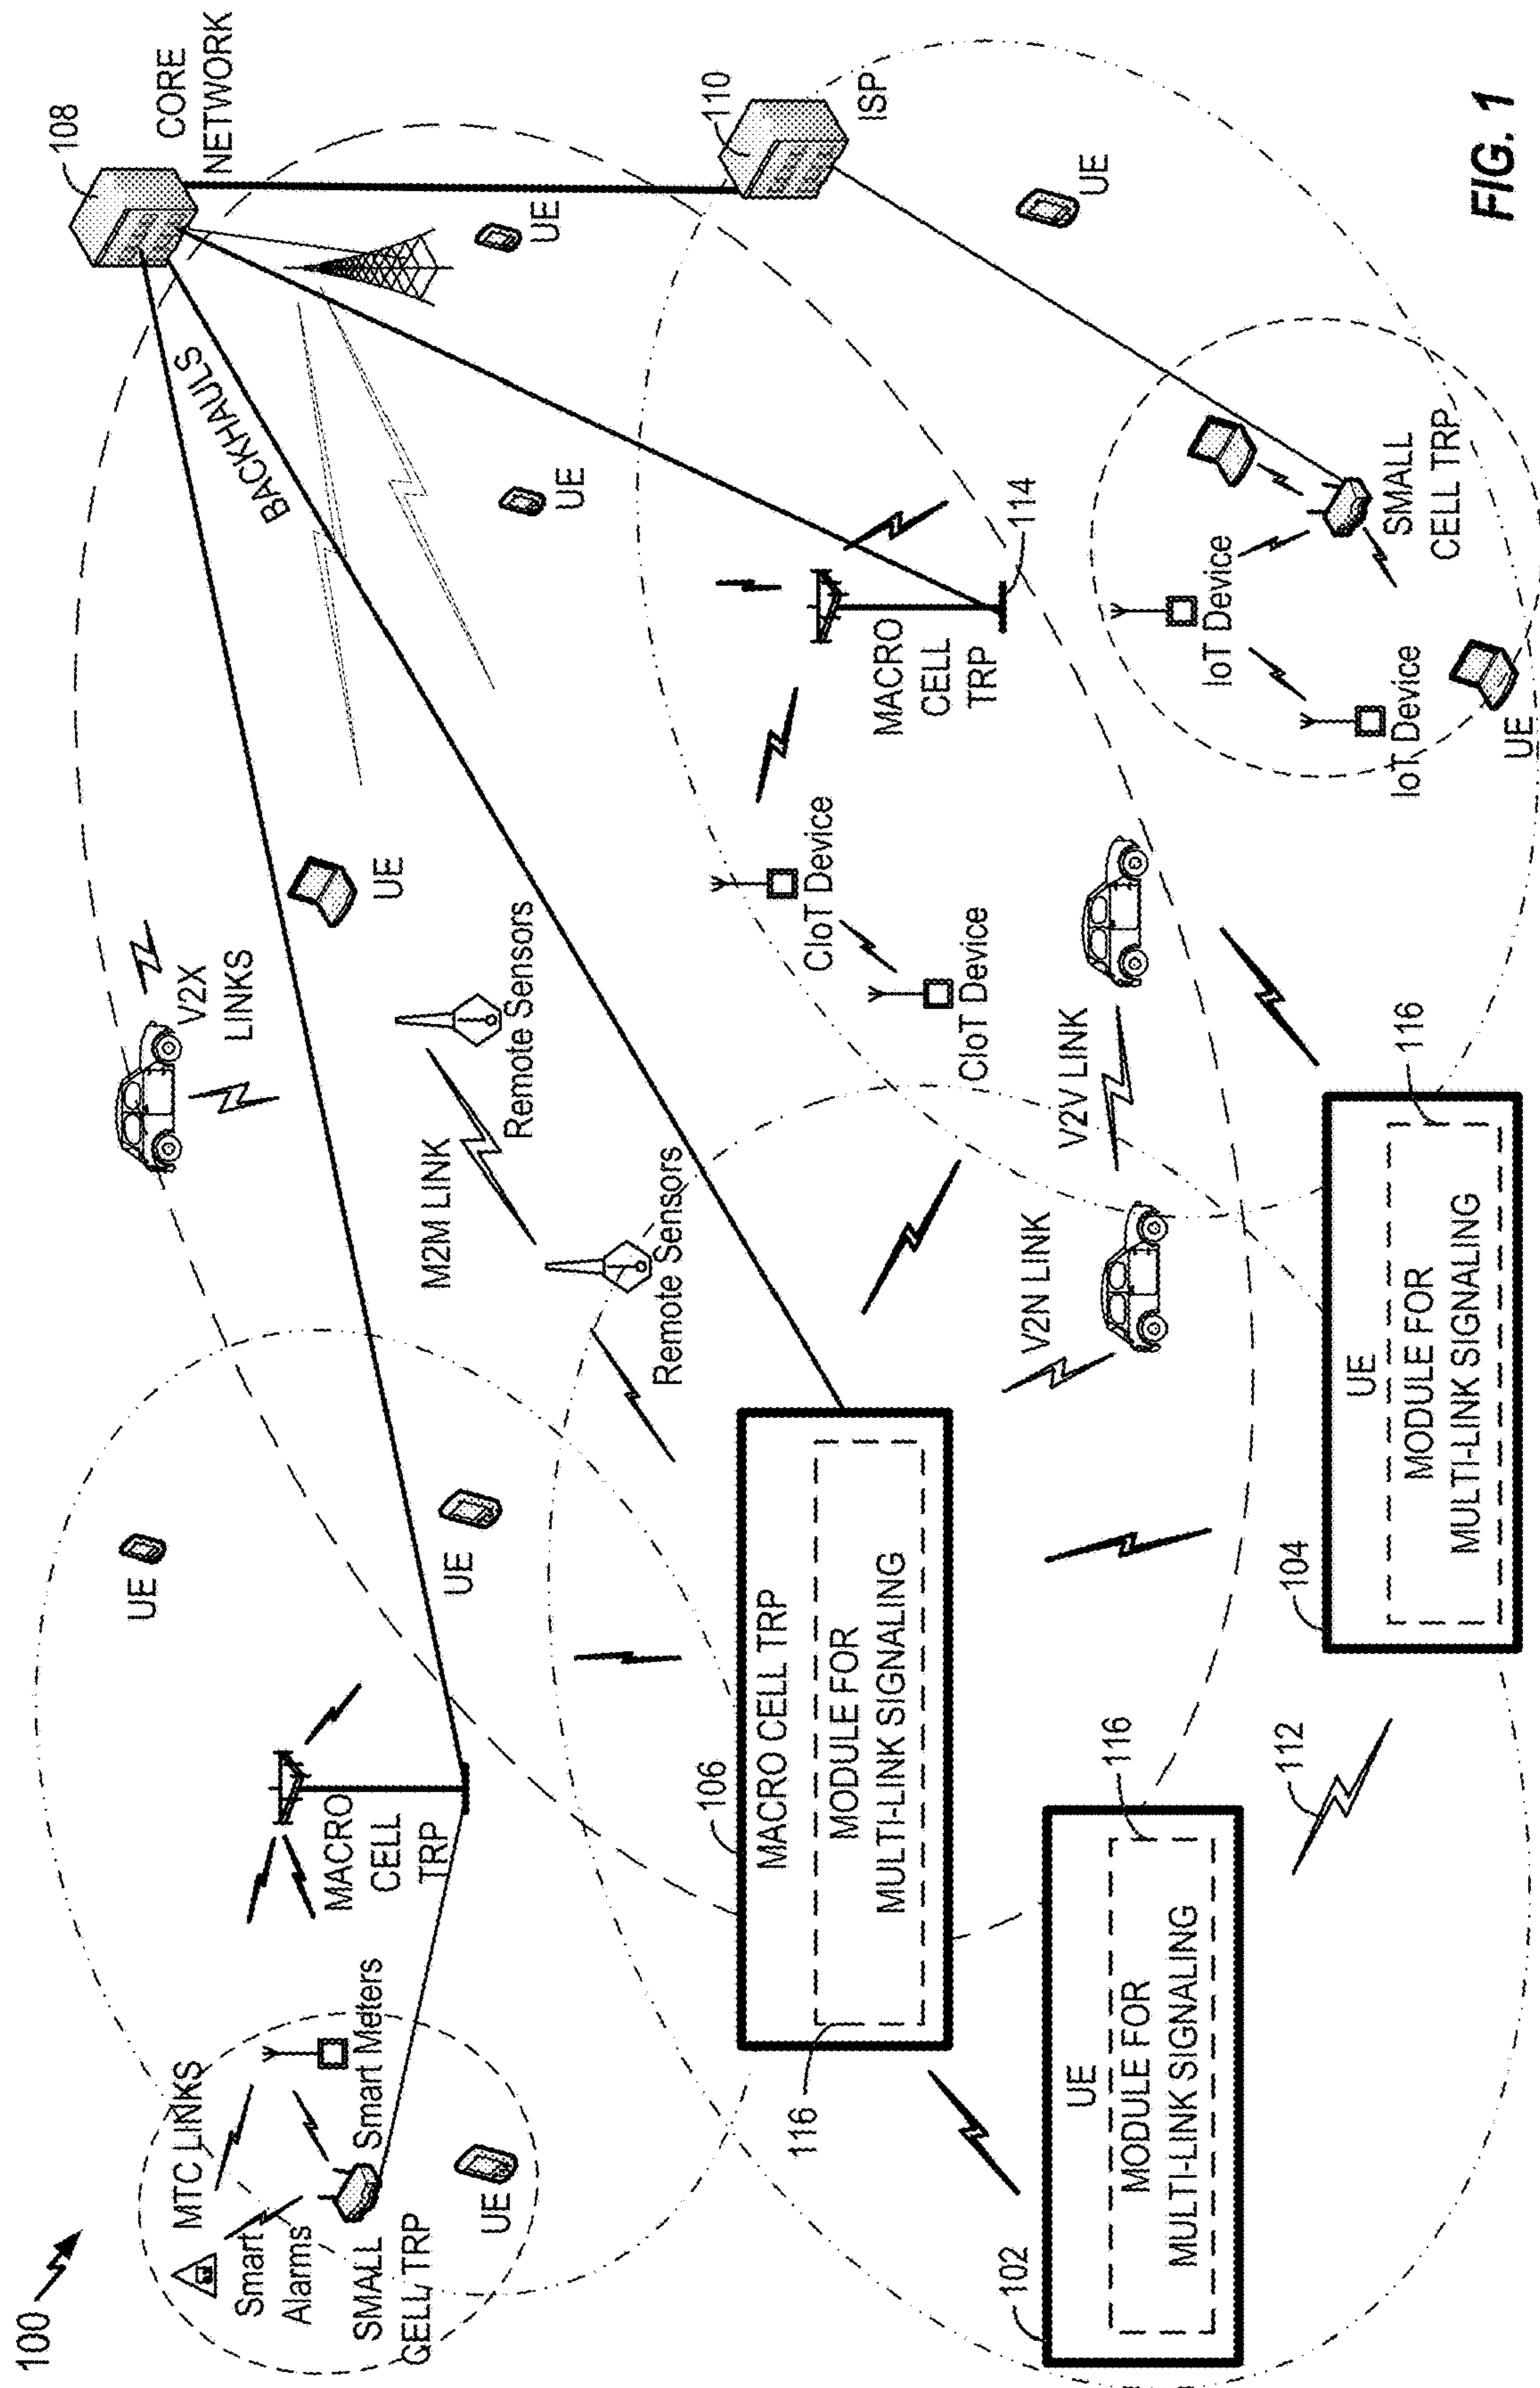 100
MTC LINKS
Smart
Alarms
SMALL
CELL TRP
Smart Meters
UE
MACRO
CELL
TRP
UE
UE
V2X
LINKS
UE
M2M LINK
Remote Sensors
Remote Sensors
BACKHAULS
108
CORE
NETWORK
UE
UE
110
ISP
UE
106
MACRO CELL TRP
MODULE FOR
MULTI-LINK SIGNALING
116
CIoT Device
CIoT Device
MACRO
CELL
TRP
114
V2N LINK
V2V LINK
IoT Device
IoT Device
SMALL
CELL TRP
UE
102
UE
MODULE FOR
MULTI-LINK SIGNALING
116
112
104
UE
MODULE FOR
MULTI-LINK SIGNALING
116
FIG. 1